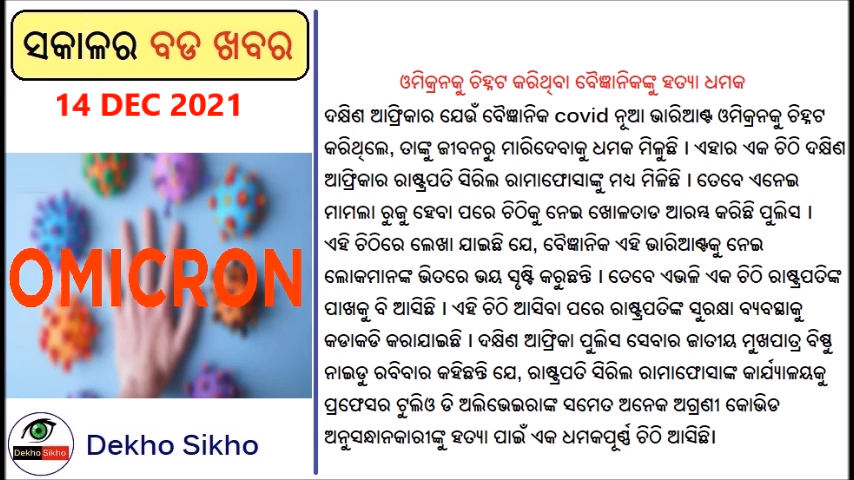 ସକାଳର ବଡ ଖବର
14 DEC 2021
OMICRON
Dekho Sikho
Dekho Sikho
ଓମିକ୍ରନକୁ ଚିହ୍ନଟ କରିଥିବା ବୈଜ୍ଞାନିକଙ୍କୁ ହତ୍ୟା ଧମକ
ଦକ୍ଷିଣ ଆଫ୍ରିକାର ଯେଉଁ ବୈଜ୍ଞାନିକ covid ନୂଆ ଭାରିଆଣ୍ଟ ଓମିକ୍ରନକୁ ଚିହ୍ନଟ
କରିଥିଲେ, ତାଙ୍କୁ ଜୀବନରୁ ମାରିଦେବାକୁ ଧମକ ମିଳୁଛି । ଏହାର ଏକ ଚିଠି ଦକ୍ଷିଣ
ଆଫ୍ରିକାର ରାଷ୍ଟ୍ରପତି ସିରିଲ ରାମାଫୋସାଙ୍କୁ ମଧ୍ୟ ମିଳିଛି । ତେବେ ଏନେଇ
ମାମଲା ରୁଜୁ ହେବା ପରେ ଚିଠିକୁ ନେଇ ଖୋଳତାଡ ଆରମ୍ଭ କରିଛି ପୁଲିସ ।
ଏହି ଚିଠିରେ ଲେଖା ଯାଇଛି ଯେ, ବୈଜ୍ଞାନିକ ଏହି ଭାରିଆଣ୍ଟକୁ ନେଇ
ଲୋକମାନଙ୍କ ଭିତରେ ଭୟ ସୃଷ୍ଟି କରୁଛନ୍ତି । ତେବେ ଏଭଳି ଏକ ଚିଠି ରାଷ୍ଟ୍ରପତିଙ୍କ
ପାଖକୁ ବି ଆସିଛି । ଏହି ଚିଠି ଆସିବା ପରେ ରାଷ୍ଟ୍ରପତିଙ୍କ ସୁରକ୍ଷା ବ୍ୟବସ୍ଥାକୁ
କଡାକଡି କରାଯାଇଛି । ଦକ୍ଷିଣ ଆଫ୍ରିକା ପୁଲିସ ସେବାର ଜାତୀୟ ମୁଖପାତ୍ର ବିଷ୍ଣୁ
ନାଇଡୁ ରବିବାର କହିଛନ୍ତି ଯେ, ରାଷ୍ଟ୍ରପତି ସିରିଲ ରାମାଫୋସାଙ୍କ କାର୍ଯ୍ୟାଳୟକୁ
ପ୍ରଫେସର ଟୁଲିଓ ଡି ଅଲିଭେଇରାଙ୍କ ସମେତ ଅନେକ ଅଗ୍ରଣୀ କୋଭିଡ
ଅନୁସନ୍ଧାନକାରୀଙ୍କୁ ହତ୍ୟା ପାଇଁ ଏକ ଧମକପୂର୍ଣ୍ଣ ଚିଠି ଆସିଛି।